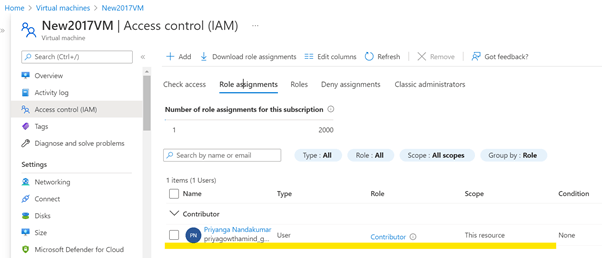 Home > Virtual machines > New2017VM
New2017VM | Access control (IAM) ...
Virtual machine
Search (Ctrl+/)
Overview
Activity log
Access control (IAM)
Tags
Diagnose and solve problems
Settings
Networking
Connect
Disks
Size
Microsoft Defender for Cloud
Add Download role assignments Edit columns Refresh Remove Got feedback?
Check access Role assignments Roles Deny assignments Classic administrators
Number of role assignments for this subscription
1 2000
Search by name or email Type : All Role : All Scope : All scopes Group by : Role
1 items (1 Users)
Name Type Role Scope Condition
Contributor
PN Priyanga Nandakumar User Contributor This resource None
priyagowthamind_g...